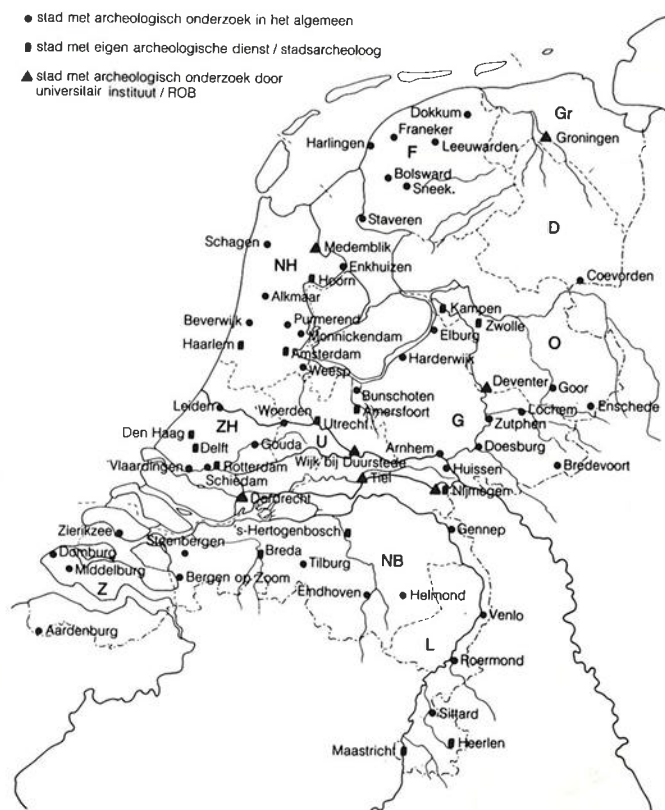 stad met archeologisch onderzoek in het algemeen
stad met eigen archeologische dienst / stadsarcheoloog
stad met archeologisch onderzoek door
universitair instituut / ROB
Dokkum
Gr
Franeker
Groningen
Harlingen
F
Leeuwarden
Bolsward
Sneek.
Staveren
D
Schagen
Medemblik
NH
Enkhuizen
Hoorn
Coevorden
Alkmaar
Kampen
Beverwijk
Purmerend
Zwolle
Monnickendam
Elburg
O
Haarlem
Amsterdam
Harderwijk
Weesp
Deventer
Goor
Bunschoten
Leiden
Woerden
Amersfoort
Lochem
Enschede
ZH
Utrecht
G
Zutphen
Den Haag
U
Delft
Gouda
Arnhem
Doesburg
Wijk bij Duurstede
Vlaardingen
Rotterdam
Huissen
Bredevoort
Schiedam
Tiel
Dordrecht
Nijmegen
Zierikzee
's-Hertogenbosch
Gennep
Steenbergen
Domburg
Breda
NB
Middelburg
Tilburg
Z
Bergen op Zoom
Eindhoven
Helmond
Venlo
Aardenburg
L
Roermond
Sittard
Maastricht
Heerlen